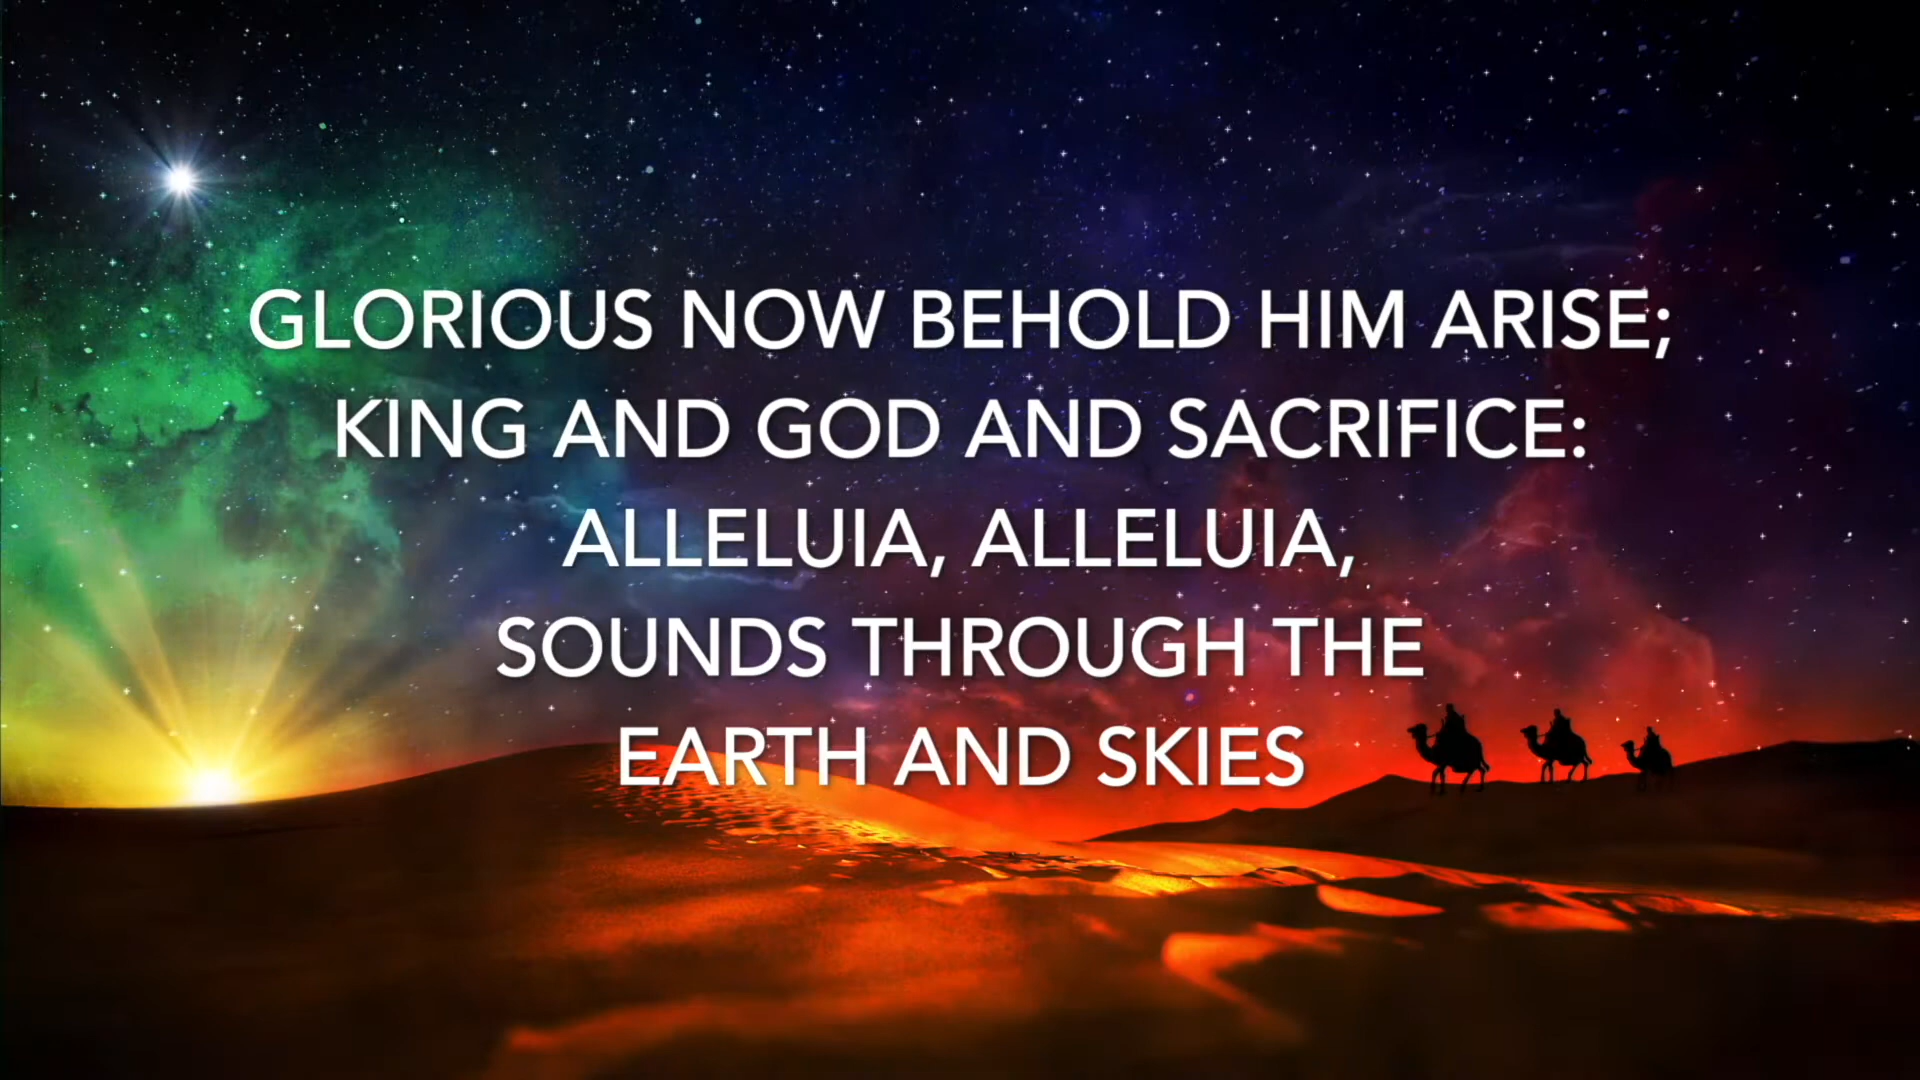 GLORIOUS NOW BEHOLD HIM ARISE;
KING AND GOD AND SACRIFICE:
ALLELUIA, ALLELUIA,
SOUNDS THROUGH THE
EARTH AND SKIES